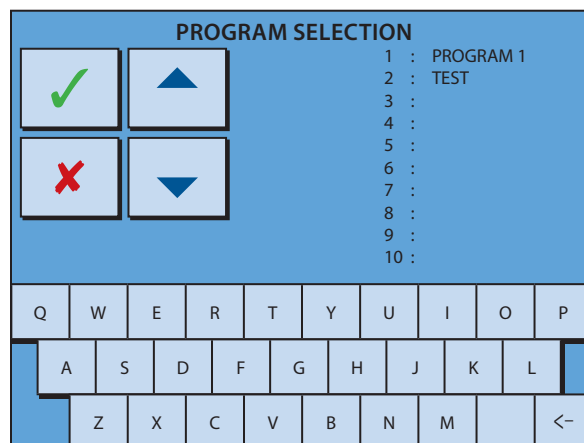 PROGRAM SELECTION
1 : PROGRAM 1
2 : TEST
3 :
4 :
5 :
6 :
7 :
8 :
9 :
10 :
Q W E R T Y U I O P
A S D F G H J K L
Z X C V B N M <-